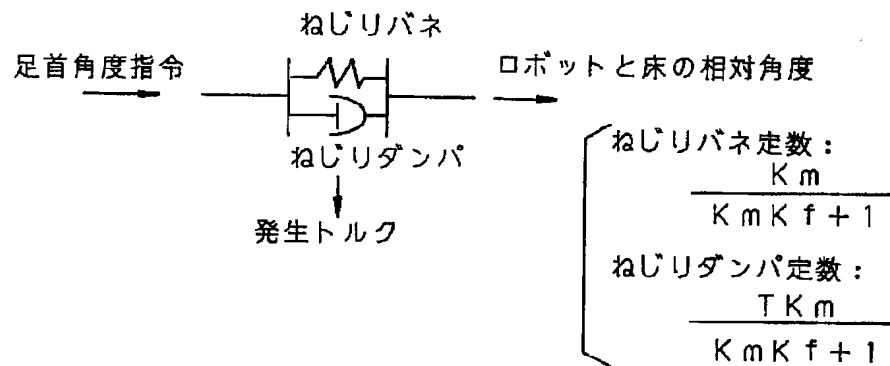 ねじりバネ
足首角度指令
ロボットと床の相対角度
ねじりダンパ
発生トルク
ねじりバネ定数：
Km
KmKf+1
ねじりダンパ定数：
TKm
KmKf+1